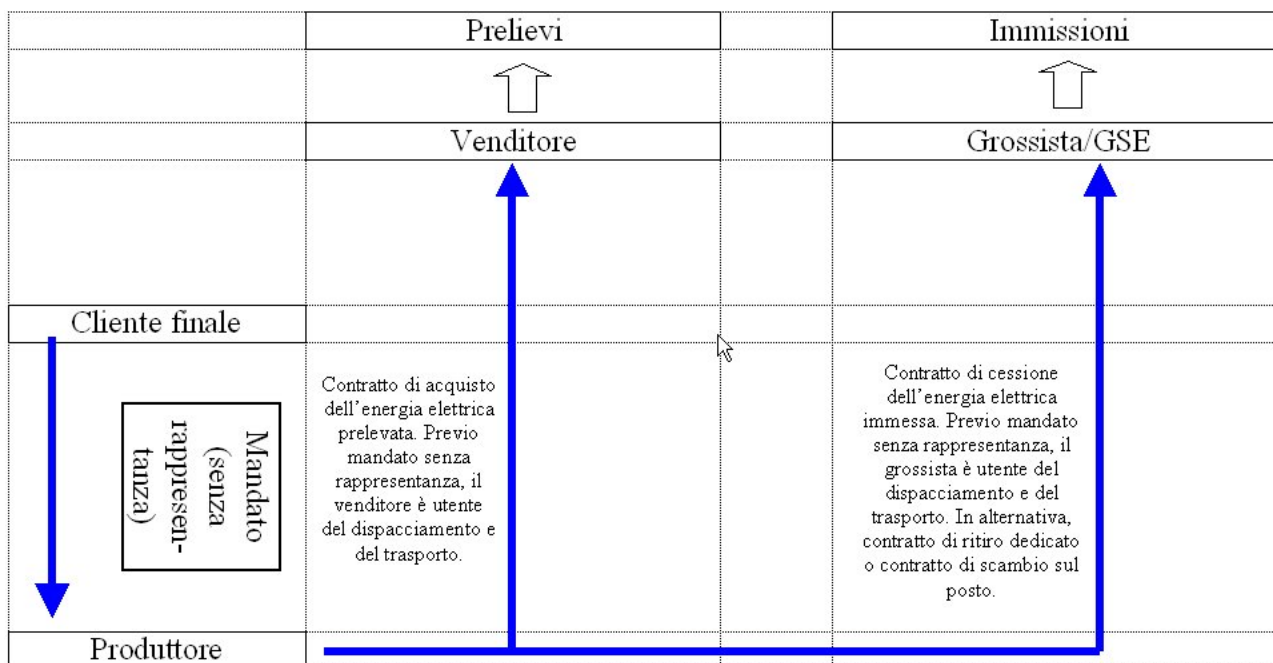 Prelievi
Immissioni
Venditore
Grossista/GSE
Cliente finale
Mandato
(senza
rappresen-
tanza)
Contratto di acquisto
dell’energia elettrica
prelevata. Previo
mandato senza
rappresentanza, il
venditore è utente
del dispacciamento e
del trasporto.
Contratto di cessione
dell’energia elettrica
immessa. Previo mandato
senza rappresentanza, il
grossista è utente del
dispacciamento e del
trasporto. In alternativa,
contratto di ritiro dedicato
o contratto di scambio sul
posto.
Produttore